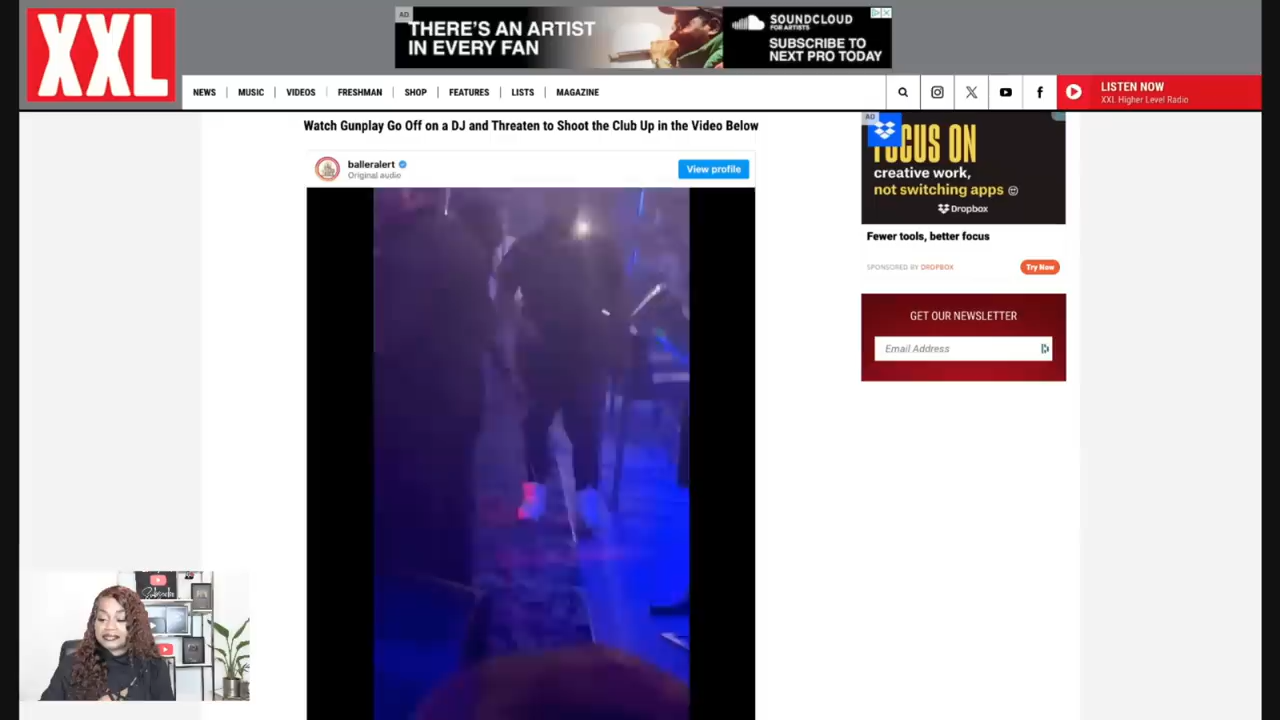 XXL
AD
THERE'S AN ARTIST
IN EVERY FAN
SOUNDCLOUD
FOR ARTISTS
SUBSCRIBE TO
NEXT PRO TODAY
NEWS
MUSIC
VIDEOS
FRESHMAN
SHOP
FEATURES
LISTS
MAGAZINE
LISTEN NOW
XXL Higher Level Radio
Watch Gunplay Go Off on a DJ and Threaten to Shoot the Club Up in the Video Below
balleralert
Original audio
View profile
AD
FOCUS ON
creative work,
not switching apps
Dropbox
Fewer tools, better focus
SPONSORED BY DROPBOX
Try Now
GET OUR NEWSLETTER
Email Address